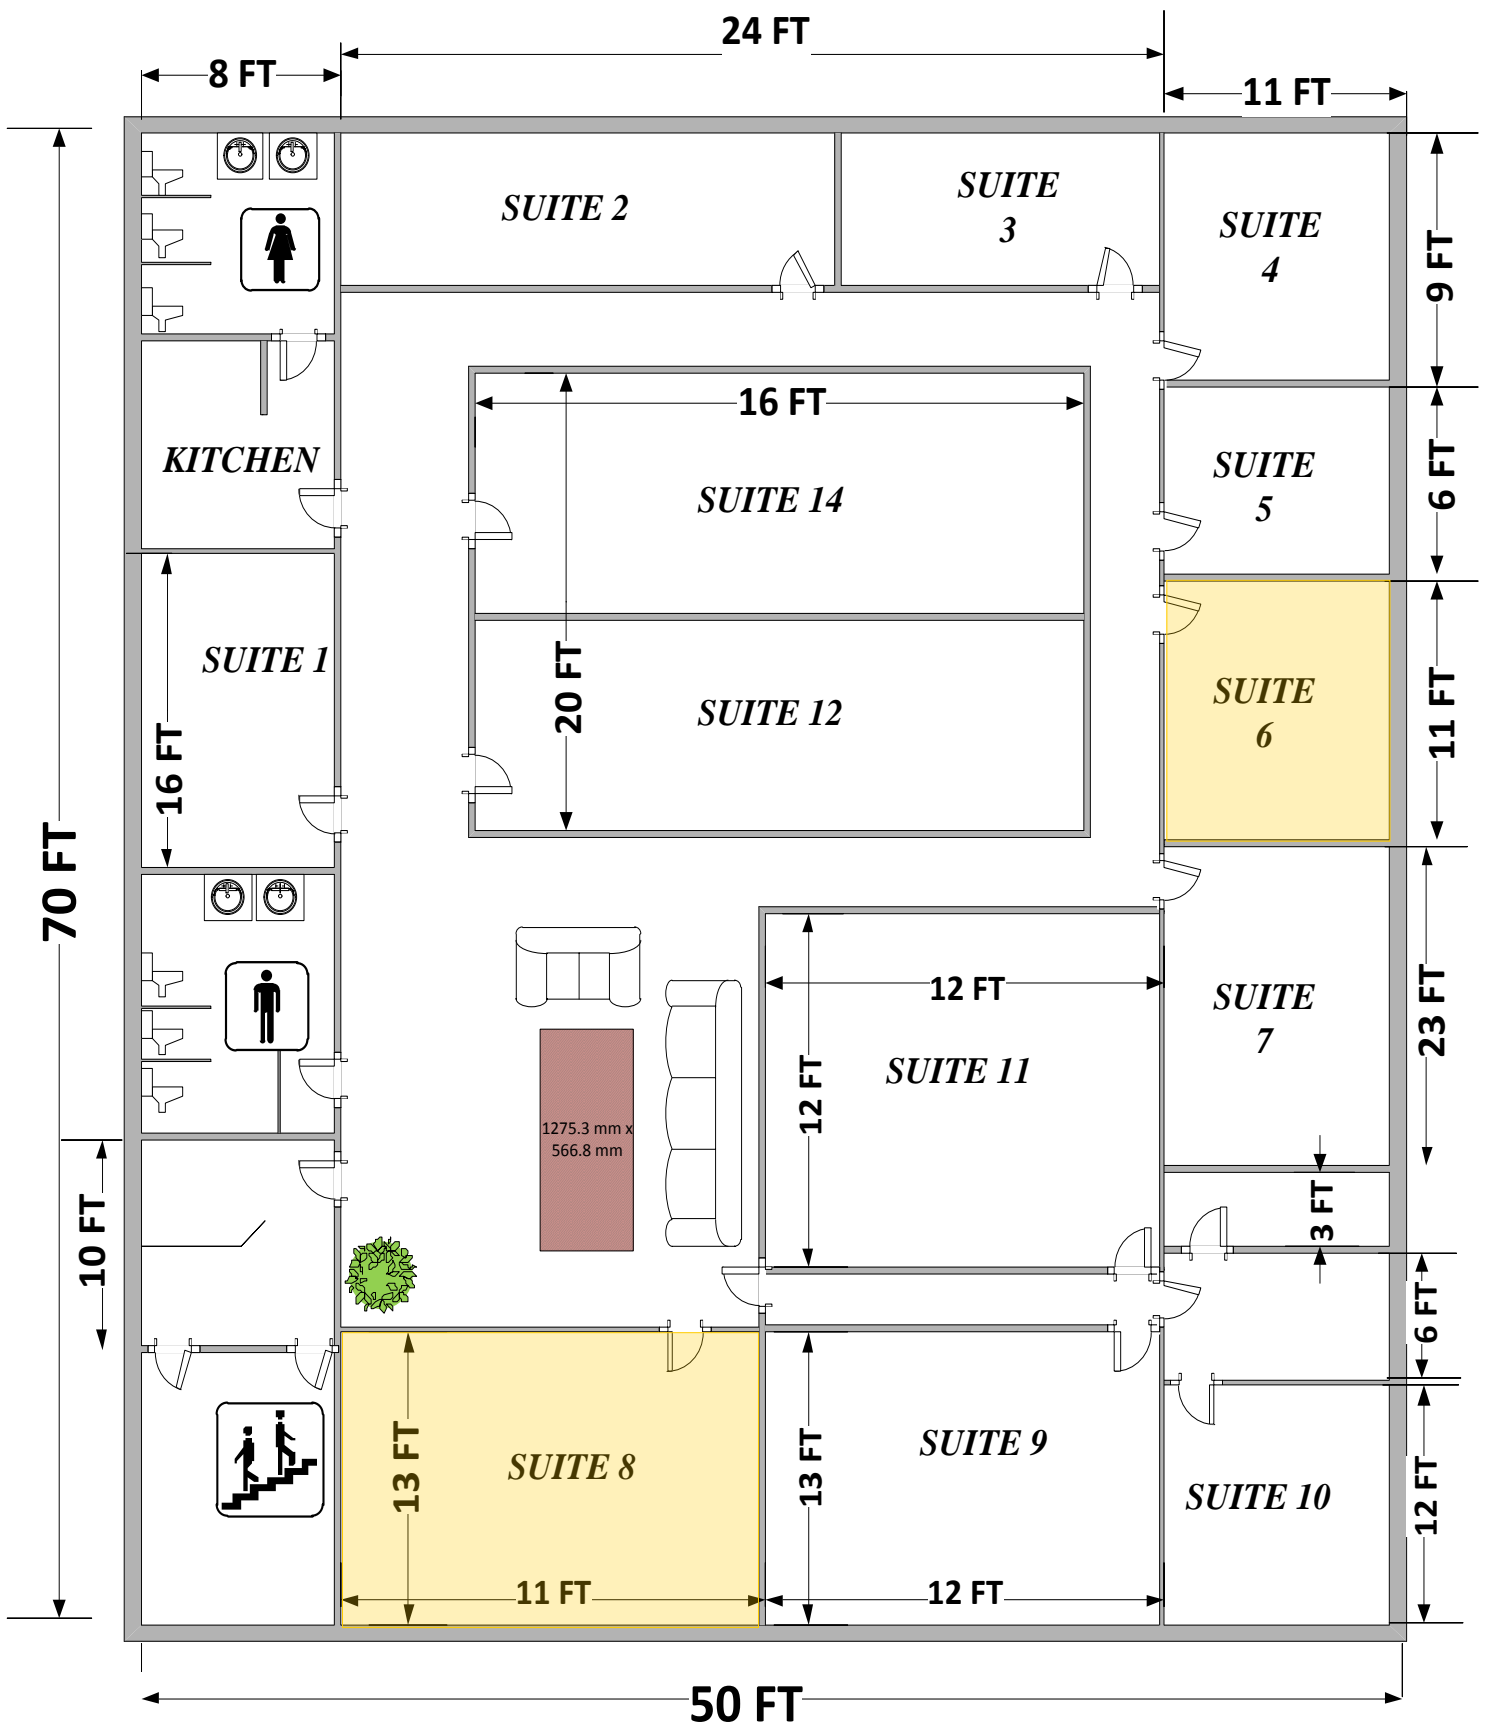 24 FT
8 FT
11 FT
SUITE 2
SUITE
3
SUITE
4
9 FT
16 FT
KITCHEN
SUITE 14
SUITE
5
6 FT
SUITE 1
16 FT
20 FT
SUITE 12
SUITE
6
11 FT
70 FT
12 FT
SUITE
7
23 FT
SUITE 11
12 FT
1275.3 mm x
566.8 mm
10 FT
3 FT
6 FT
13 FT
SUITE 8
13 FT
SUITE 9
SUITE 10
12 FT
11 FT
12 FT
50 FT